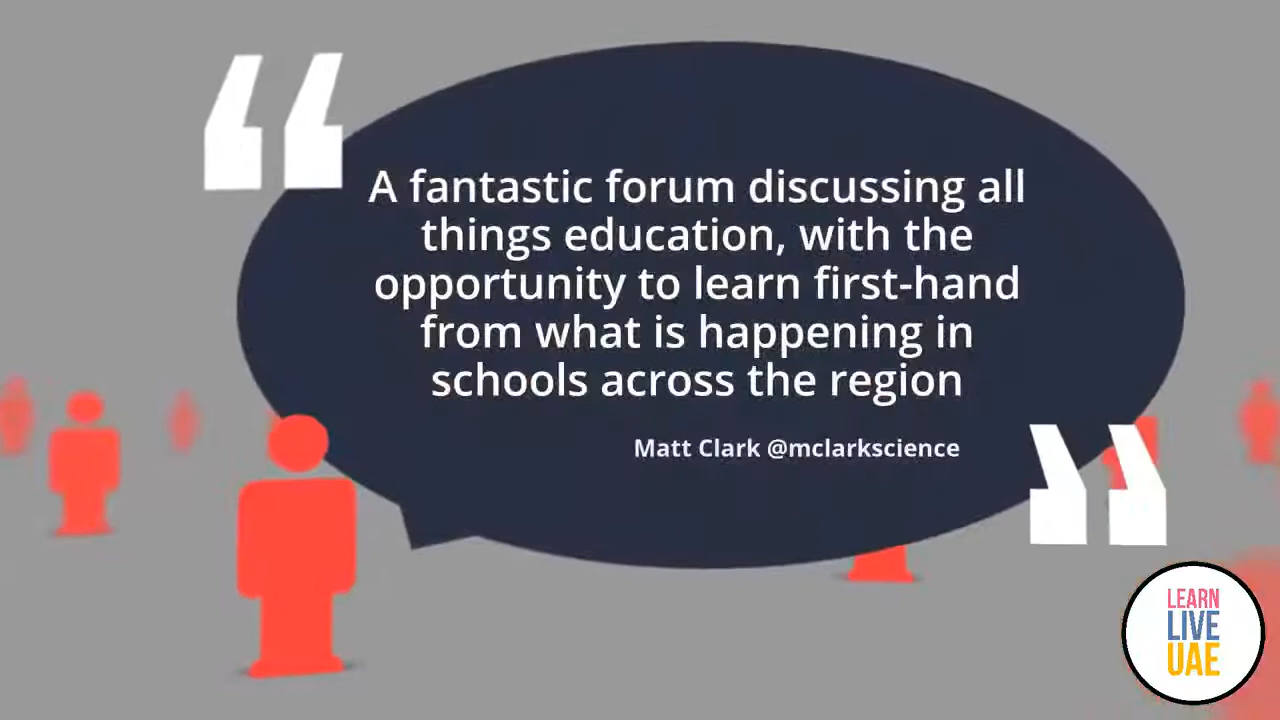 A fantastic forum discussing all
things education, with the
opportunity to learn first-hand
from what is happening in
schools across the region
Matt Clark @mclarkscience
LEARN
LIVE
UAE